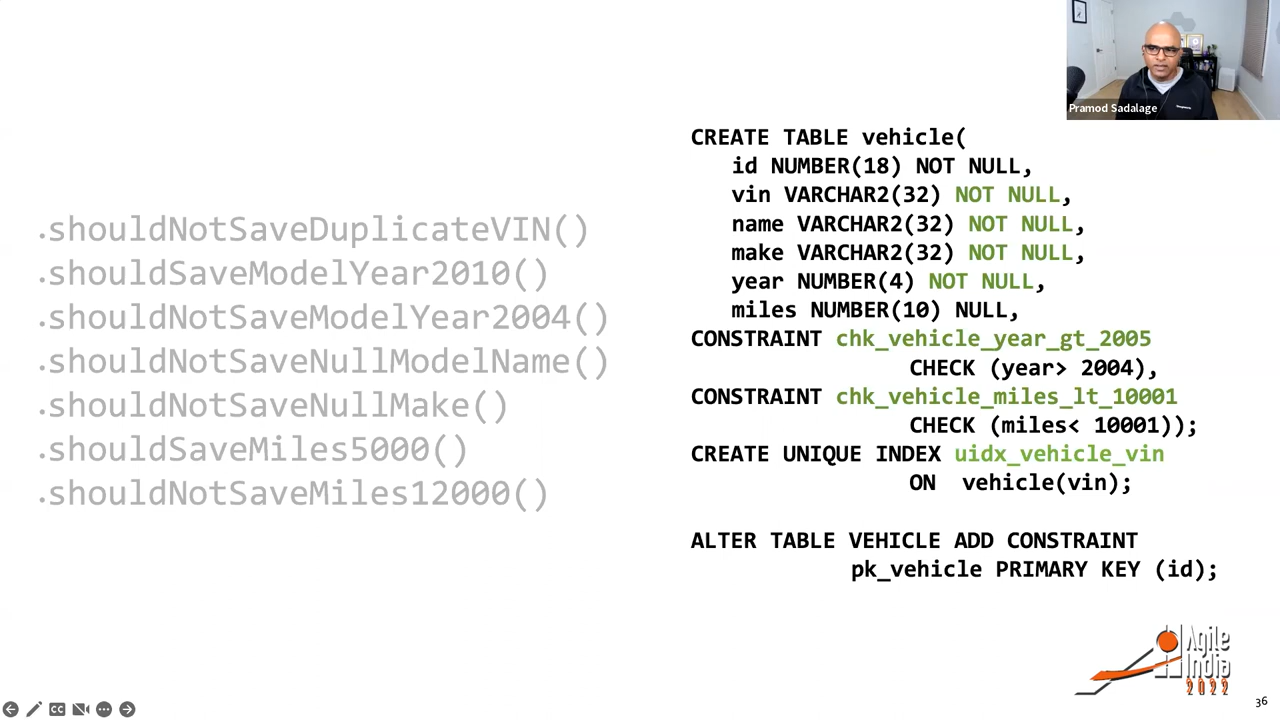 Pramod Sadalage
.shouldNotSaveDuplicateVIN()
.shouldSaveModelYear2010()
.shouldNotSaveModelYear2004()
.shouldNotSaveNullModelName()
.shouldNotSaveNullMake()
.shouldSaveMiles5000()
.shouldNotSaveMiles12000()
CREATE TABLE vehicle(
id NUMBER(18) NOT NULL,
vin VARCHAR2(32) NOT NULL,
name VARCHAR2(32) NOT NULL,
make VARCHAR2(32) NOT NULL,
year NUMBER(4) NOT NULL,
miles NUMBER(10) NULL,
CONSTRAINT chk_vehicle_year_gt_2005
CHECK (year> 2004),
CONSTRAINT chk_vehicle_miles_lt_10001
CHECK (miles< 10001));
CREATE UNIQUE INDEX uidx_vehicle_vin
ON vehicle(vin);
ALTER TABLE VEHICLE ADD CONSTRAINT
pk_vehicle PRIMARY KEY (id);
Agile
India
2022
CC
36